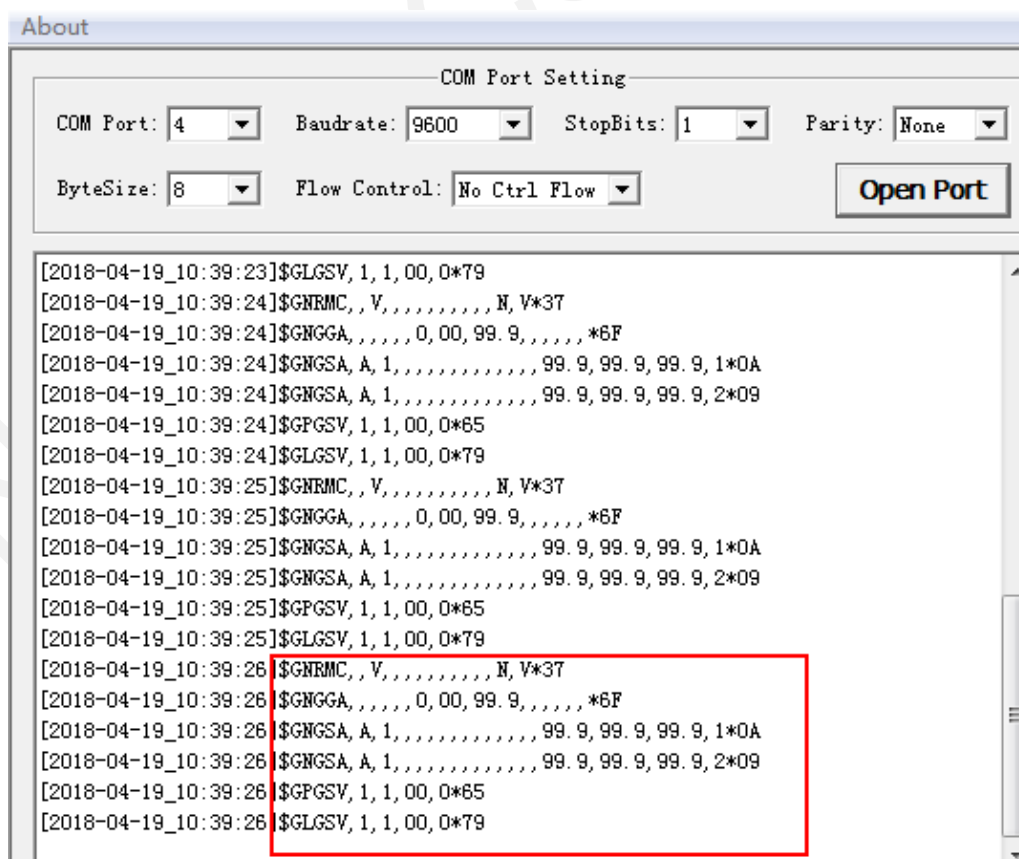 About
COM Port Setting
COM Port: 4 Baudrate: 9600 StopBits: 1 Parity: None
ByteSize: 8 Flow Control: No Ctrl Flow Open Port
[2018-04-19_10:39:23]$GLGSV,1,1,00,0*79
[2018-04-19_10:39:24]$GNRMC,,V,,,,,,,,,,N,V*37
[2018-04-19_10:39:24]$GNGGA,,,,,,0,00,99.9,,,,,,*6F
[2018-04-19_10:39:24]$GNGSA,A,1,,,,,,,,,,,,,99.9,99.9,99.9,1*0A
[2018-04-19_10:39:24]$GNGSA,A,1,,,,,,,,,,,,,99.9,99.9,99.9,2*09
[2018-04-19_10:39:24]$GPGSV,1,1,00,0*65
[2018-04-19_10:39:24]$GLGSV,1,1,00,0*79
[2018-04-19_10:39:25]$GNRMC,,V,,,,,,,,,,N,V*37
[2018-04-19_10:39:25]$GNGGA,,,,,,0,00,99.9,,,,,,*6F
[2018-04-19_10:39:25]$GNGSA,A,1,,,,,,,,,,,,,99.9,99.9,99.9,1*0A
[2018-04-19_10:39:25]$GNGSA,A,1,,,,,,,,,,,,,99.9,99.9,99.9,2*09
[2018-04-19_10:39:25]$GPGSV,1,1,00,0*65
[2018-04-19_10:39:25]$GLGSV,1,1,00,0*79
[2018-04-19_10:39:26]$GNRMC,,V,,,,,,,,,,N,V*37
[2018-04-19_10:39:26]$GNGGA,,,,,,0,00,99.9,,,,,,*6F
[2018-04-19_10:39:26]$GNGSA,A,1,,,,,,,,,,,,,99.9,99.9,99.9,1*0A
[2018-04-19_10:39:26]$GNGSA,A,1,,,,,,,,,,,,,99.9,99.9,99.9,2*09
[2018-04-19_10:39:26]$GPGSV,1,1,00,0*65
[2018-04-19_10:39:26]$GLGSV,1,1,00,0*79